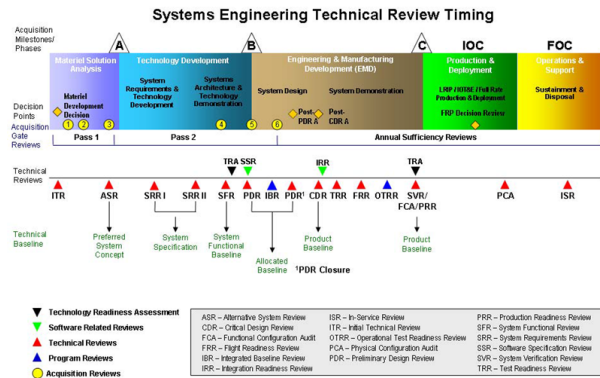 Systems Engineering Technical Review Timing
Acquisition
Milestones/
Phases
A
B
C
IOC
FOC
Materiel Solution
Analysis
Technology Development
Engineering & Manufacturing
Development (EMD)
Production &
Deployment
Operations &
Support
System
Requirements &
Technology
Development
Systems
Architecture &
Technology
Demonstration
System Design
System Demonstration
LRIP/IOT&E/Full Rate
Production & Deployment
Sustainment &
Disposal
Decision
Points
Materiel
Development
Decision
Post-
PDR A
Post-
CDR A
FRP Decision Review
Acquisition
Gate
Reviews
1
2
3
4
5
6
Pass 1
Pass 2
Annual Sufficiency Reviews
TRA
SSR
IRR
TRA
Technical
Reviews
ITR
ASR
SRR I
SRR II
SFR
PDR
IBR
PDR¹
CDR
TRR
FRR
OTRR
SVR/
FCA/PRR
PCA
ISR
Technical
Baseline
Preferred
System
Concept
System
Specification
System
Functional
Baseline
Allocated
Baseline
Product
Baseline
Product
Baseline
¹PDR Closure
Technology Readiness Assessment
Software Related Reviews
Technical Reviews
Program Reviews
Acquisition Reviews
ASR – Alternative System Review
CDR – Critical Design Review
FCA – Functional Configuration Audit
FRR – Flight Readiness Review
IBR – Integrated Baseline Review
IRR – Integration Readiness Review
ISR – In-Service Review
ITR – Initial Technical Review
OTRR – Operational Test Readiness Review
PCA – Physical Configuration Audit
PDR – Preliminary Design Review
PRR – Production Readiness Review
SFR – System Functional Review
SRR – System Requirements Review
SSR – Software Specification Review
SVR – System Verification Review
TRR – Test Readiness Review